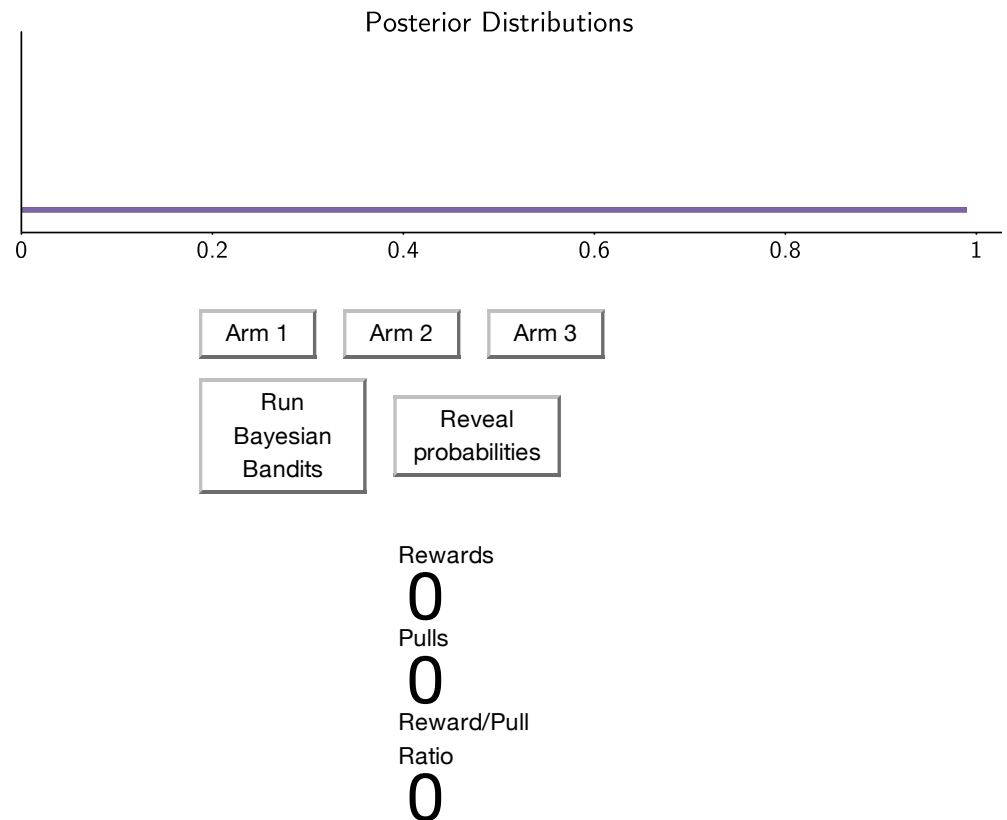 Posterior Distributions
0 0.2 0.4 0.6 0.8 1
Arm 1 Arm 2 Arm 3
Run
Bayesian
Bandits
Reveal
probabilities
Rewards
0
Pulls
0
Reward/Pull
Ratio
0